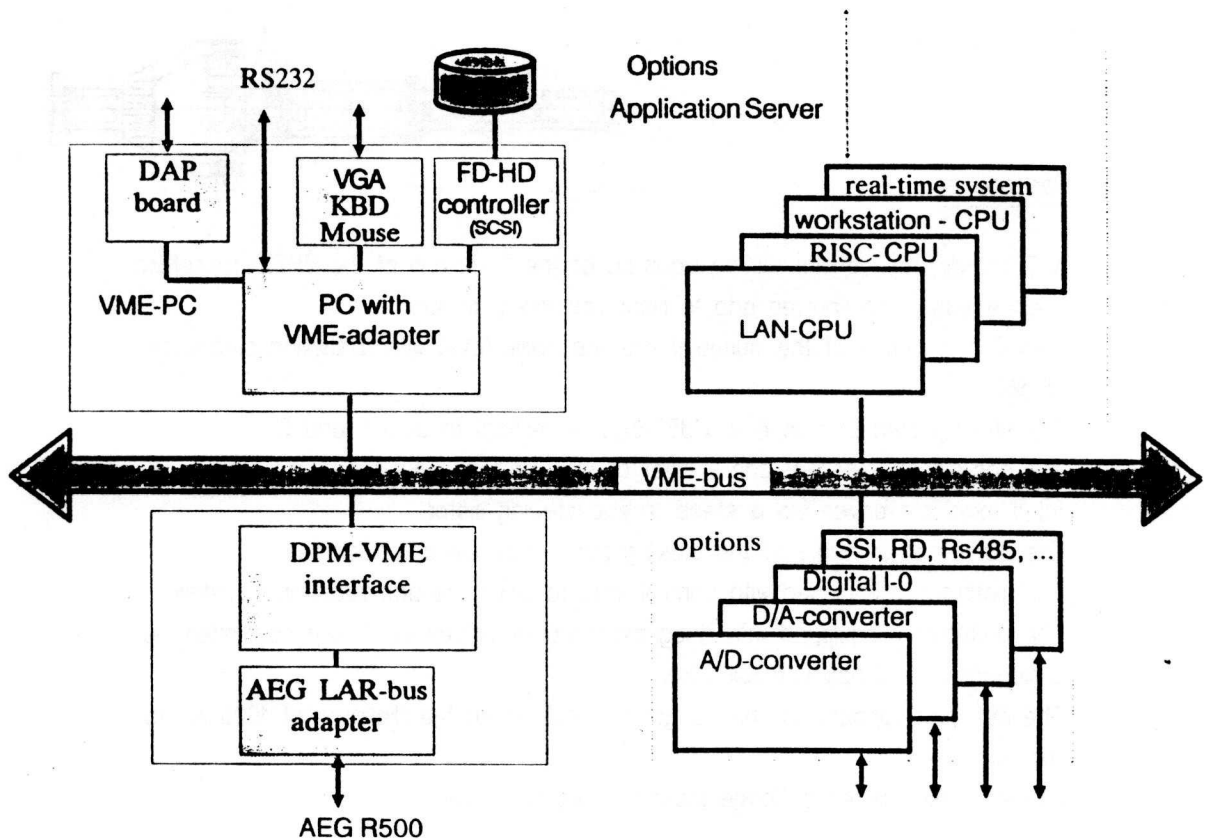 RS232
Options
Application Server
DAP
board
VGA
KBD
Mouse
FD-HD
controller
(SCSI)
VME-PC
PC with
VME-adapter
real-time system
workstation - CPU
RISC-CPU
LAN-CPU
VME-bus
DPM-VME
interface
AEG LAR-bus
adapter
AEG R500
options
SSI, RD, Rs485, ...
Digital I-0
D/A-converter
A/D-converter